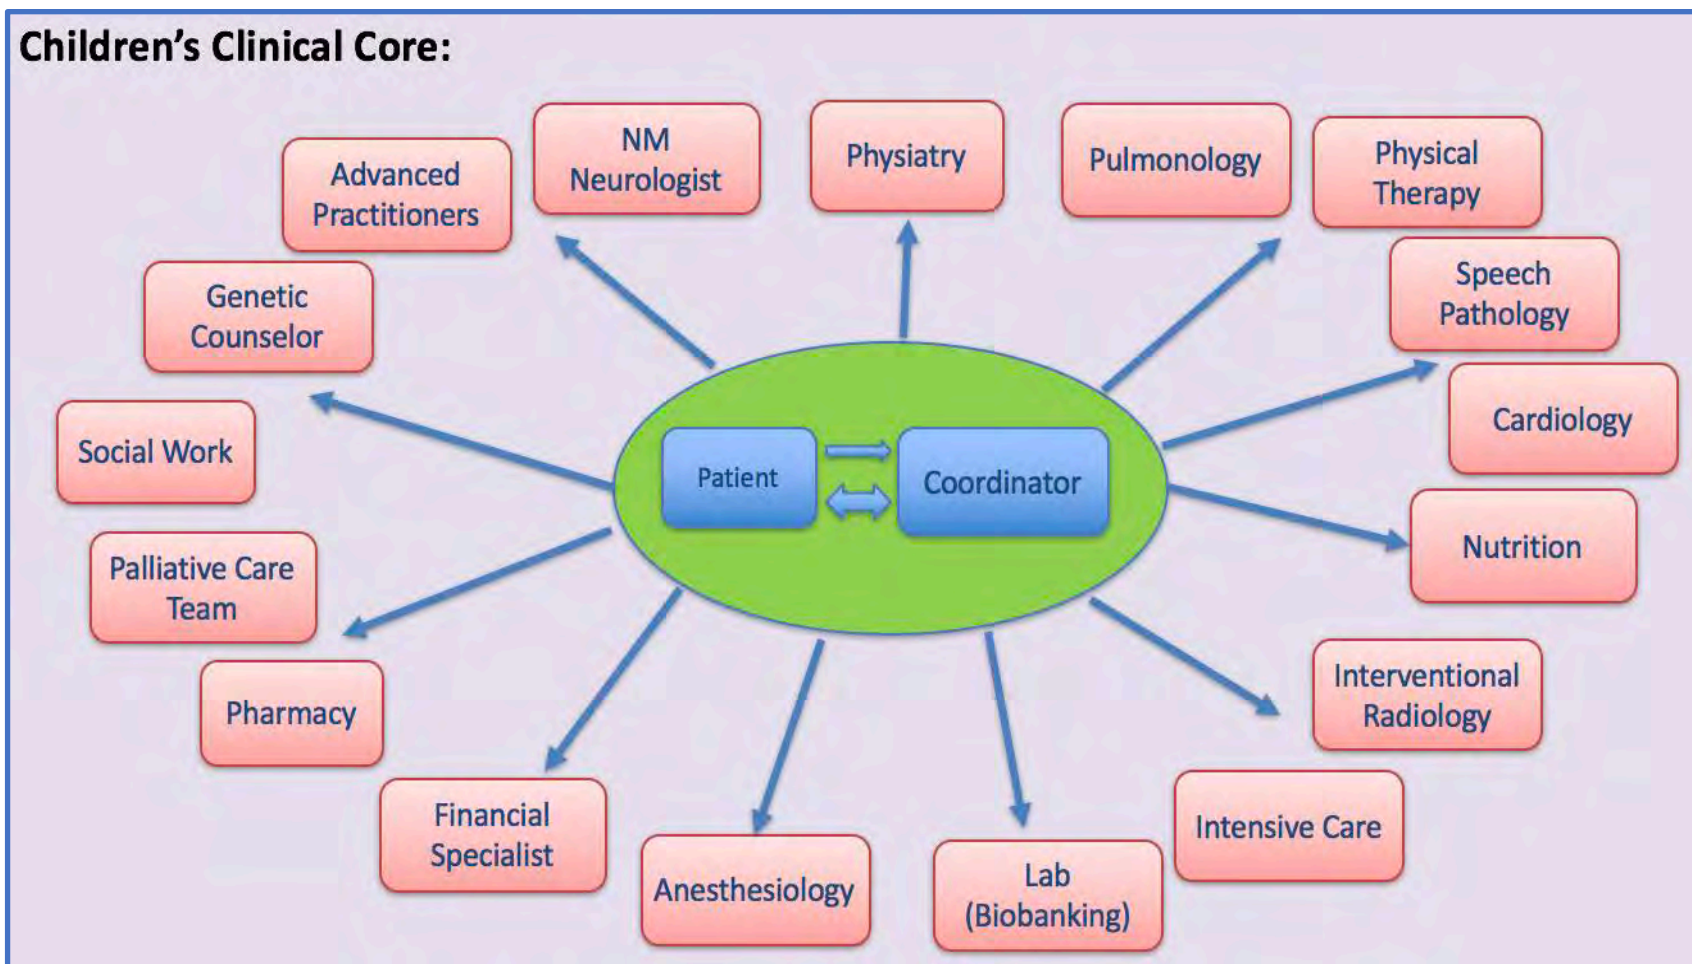 Children's Clinical Core:
NM
Neurologist
Physiatry
Pulmonology
Physical
Therapy
Advanced
Practitioners
Speech
Pathology
Genetic
Counselor
Cardiology
Social Work
Patient
Coordinator
Nutrition
Palliative Care
Team
Interventional
Radiology
Pharmacy
Financial
Specialist
Intensive Care
Anesthesiology
Lab
(Biobanking)